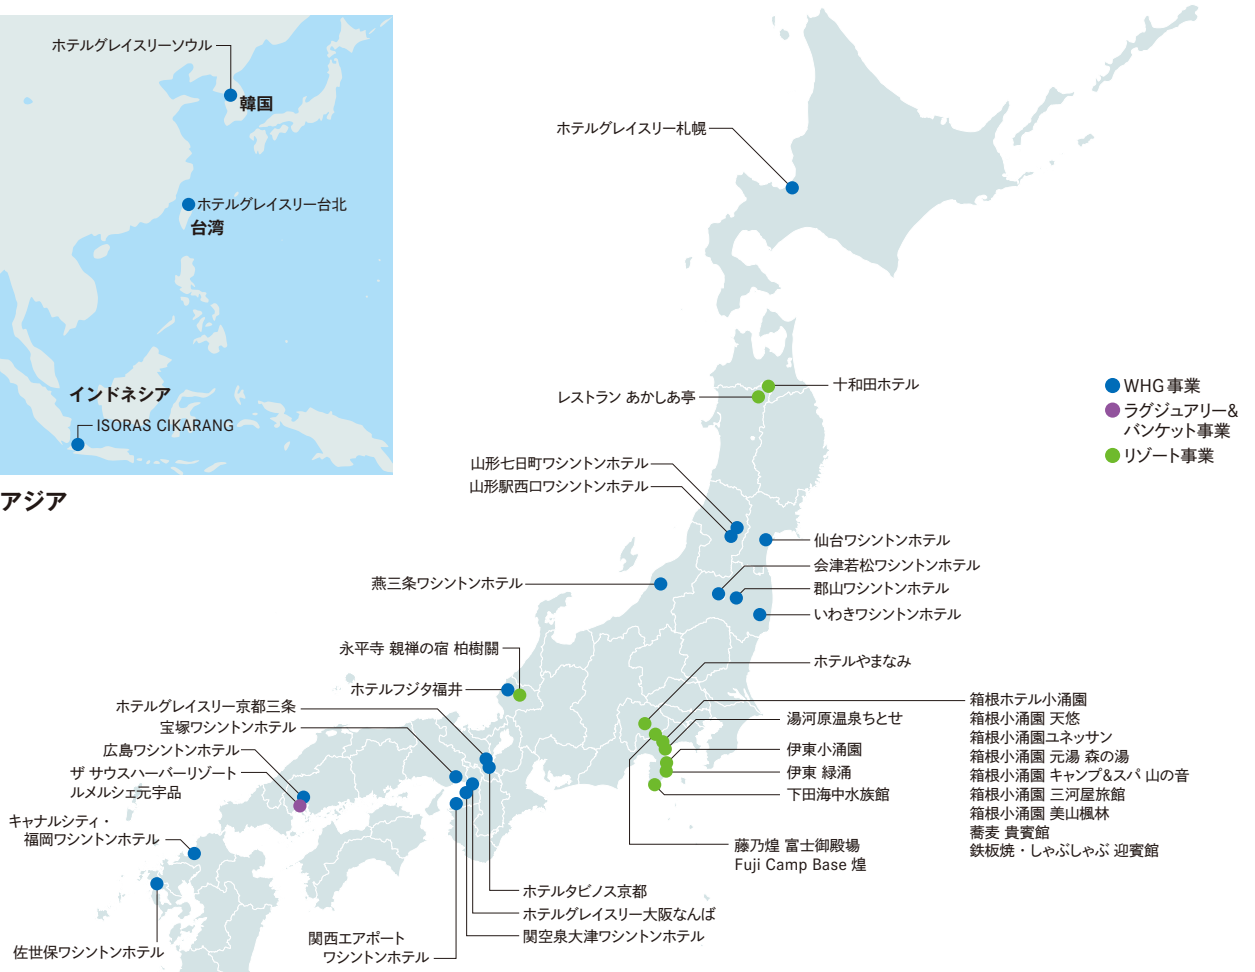 ホテルグレイスリーソウル
韓国
ホテルグレイスリー台北
台湾
インドネシア
ISORAS CIKARANG
アジア
ホテルグレイスリー札幌
十和田ホテル
レストラン あかしあ亭
WHG事業
ラグジュアリー&
バンケット事業
リゾート事業
山形七日町ワシントンホテル
山形駅西口ワシントンホテル
仙台ワシントンホテル
会津若松ワシントンホテル
燕三条ワシントンホテル
郡山ワシントンホテル
いわきワシントンホテル
永平寺 親禅の宿 柏樹關
ホテルやまなみ
ホテルフジタ福井
ホテルグレイスリー京都三条
宝塚ワシントンホテル
広島ワシントンホテル
ザ サウスハーバーリゾート
ルメルシェ元宇品
キャナルシティ・
福岡ワシントンホテル
佐世保ワシントンホテル
湯河原温泉ちとせ
伊東小涌園
伊東 緑涌
下田海中水族館
箱根ホテル小涌園
箱根小涌園 天悠
箱根小涌園ユネッサン
箱根小涌園 元湯 森の湯
箱根小涌園 キャンプ&スパ 山の音
箱根小涌園 三河屋旅館
箱根小涌園 美山楓林
蕎麦 貴賓館
鉄板焼・しゃぶしゃぶ 迎賓館
藤乃煌 富士御殿場
Fuji Camp Base 煌
ホテルタビノス京都
ホテルグレイスリー大阪なんば
関空泉大津ワシントンホテル
関西エアポート
ワシントンホテル